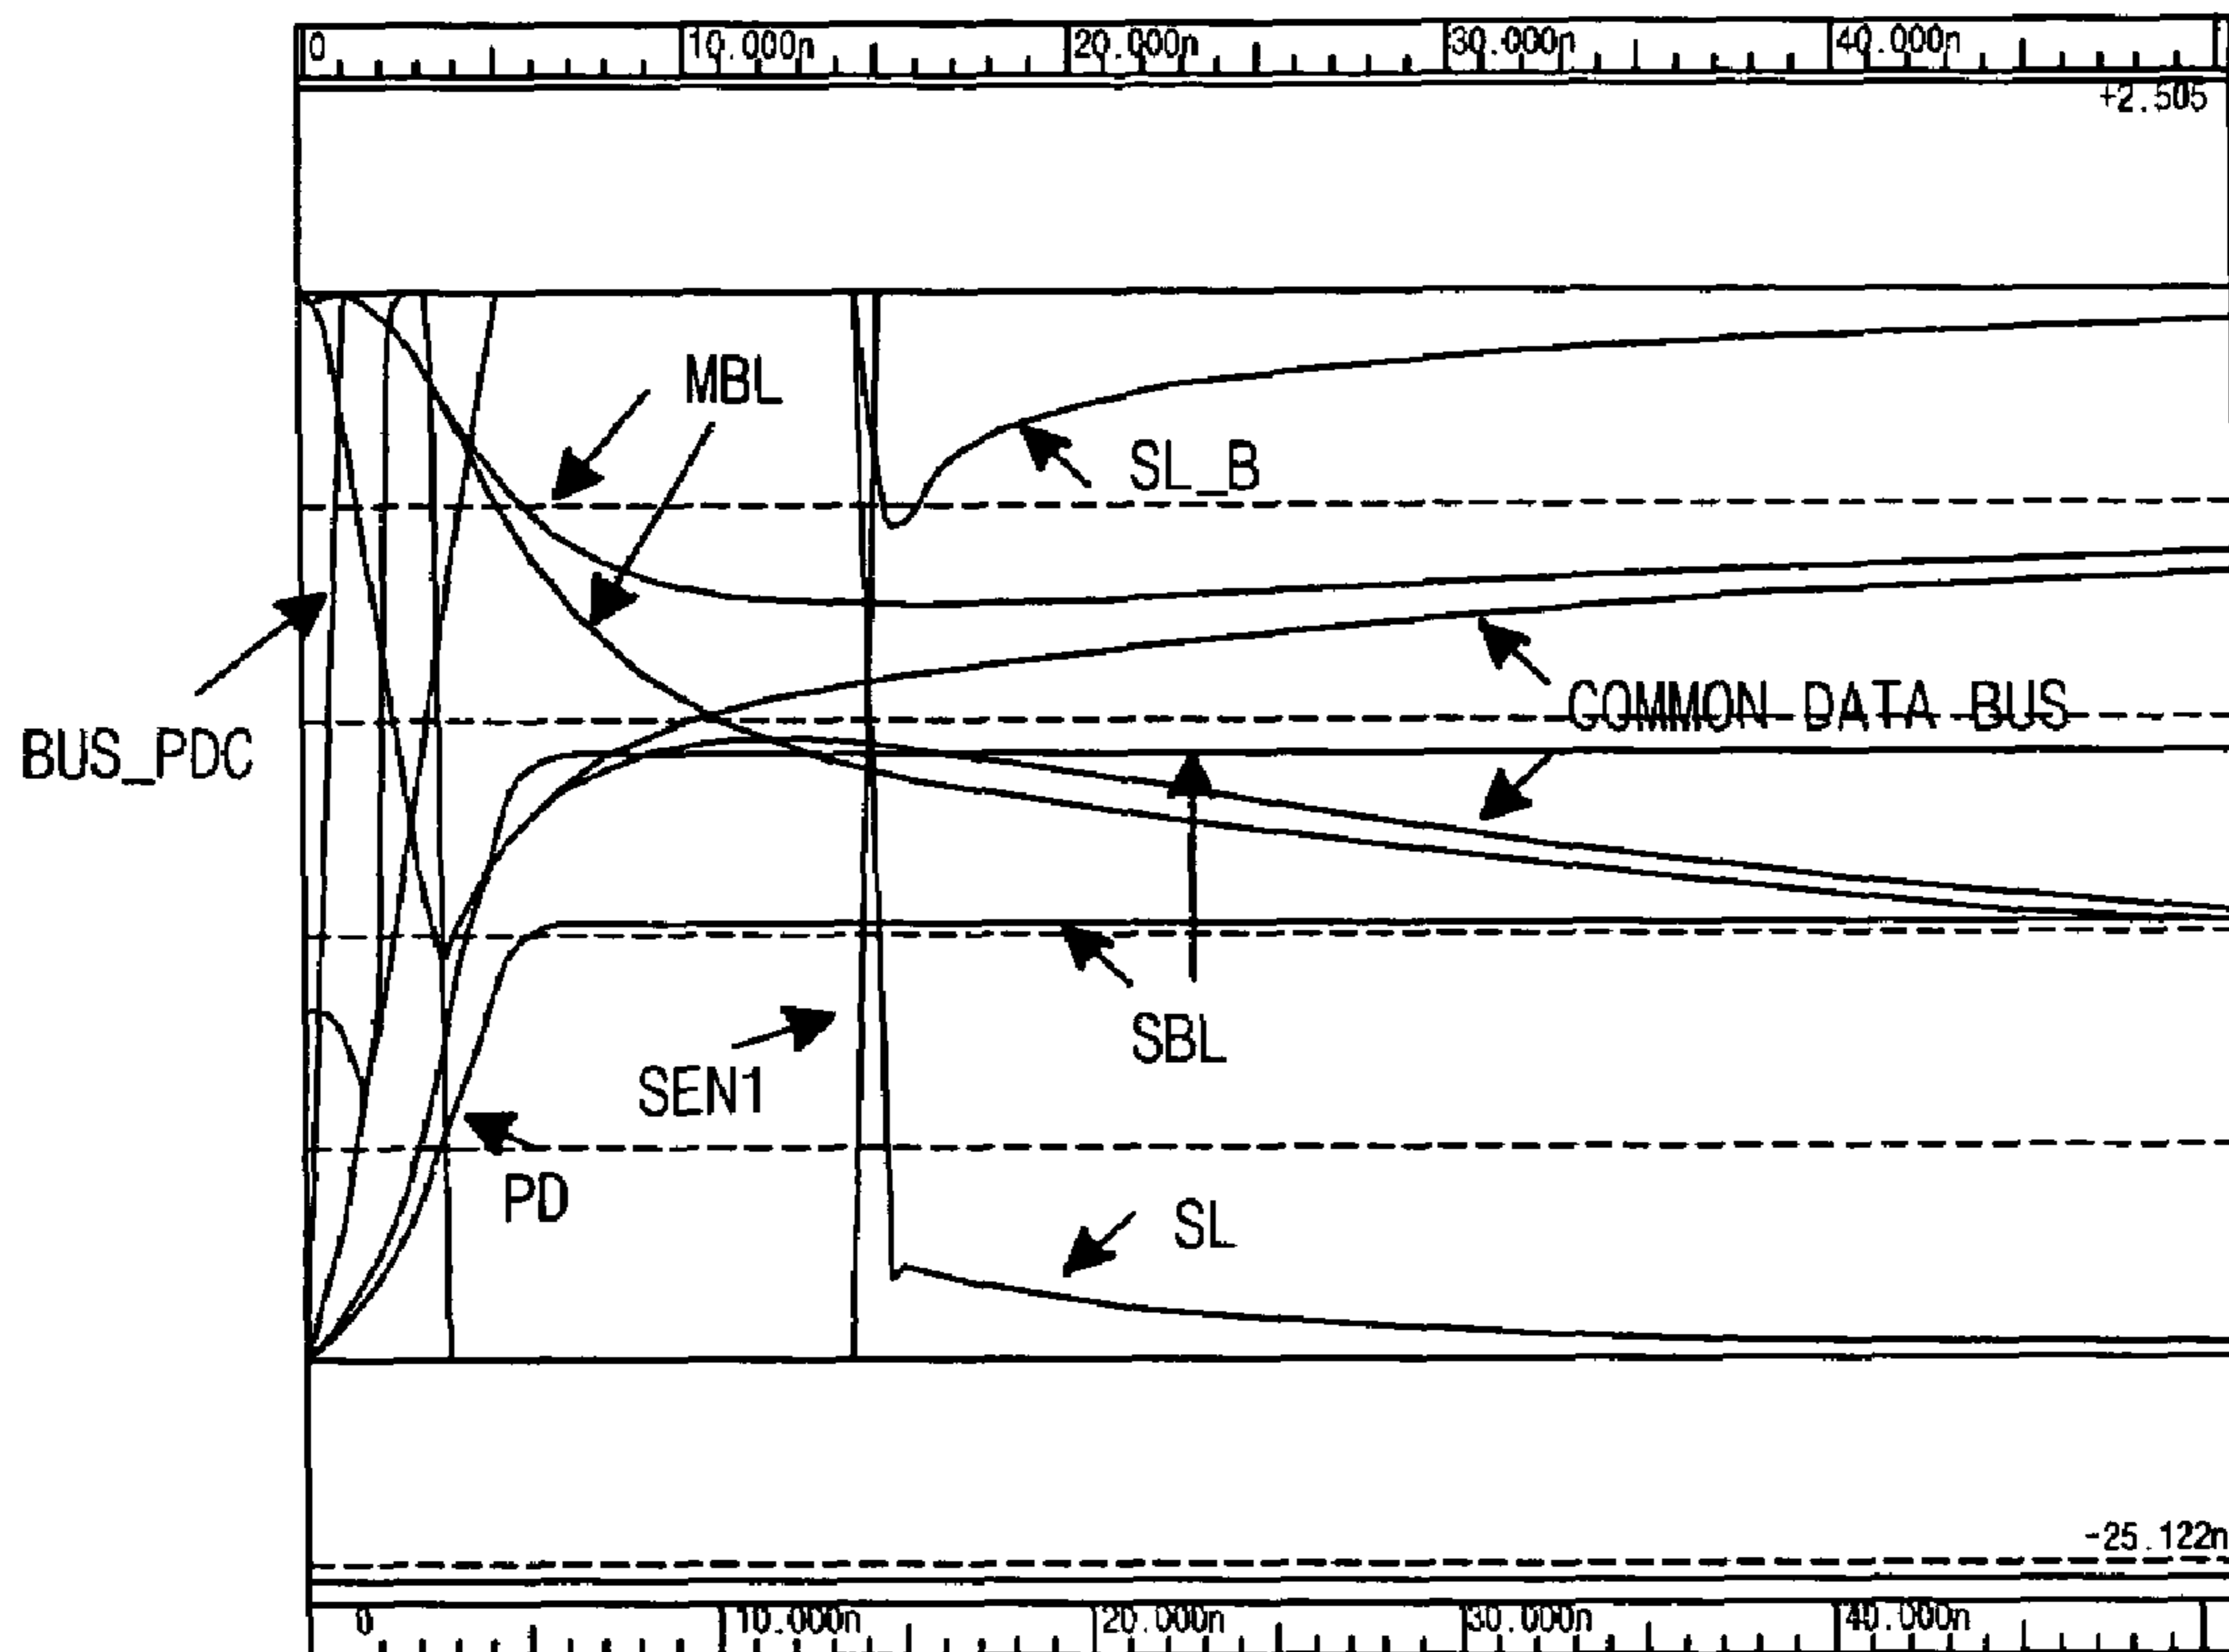 0 10.000n 20.000n 30.000n 40.000n
+2.505
MBL
SL_B
COMMON DATA BUS
BUS_PDC
SBL
SEN1
PD
SL
-25.122n
0 10.000n 20.000n 30.000n 40.000n